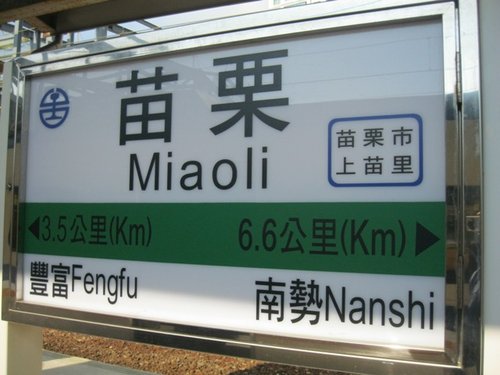 苗栗
Miaoli
苗栗市
上苗里
◀3.5公里(Km) 6.6公里(Km)▶
豐富Fengfu 南勢Nanshi